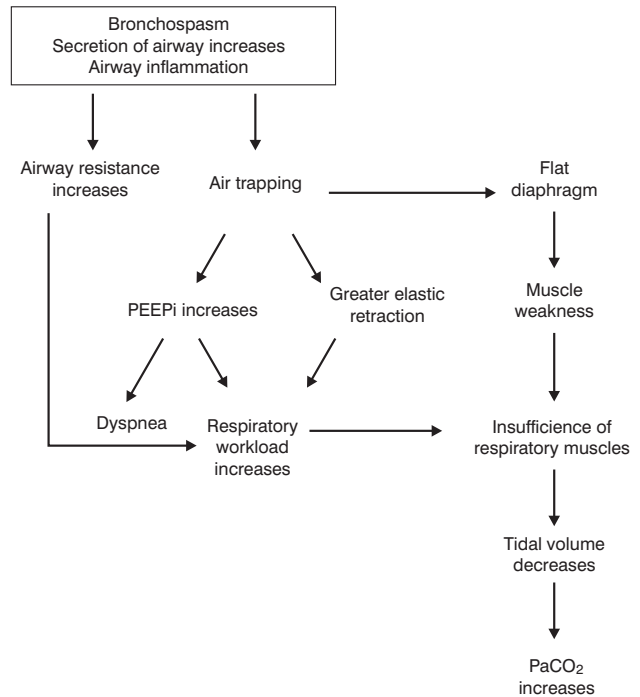 Bronchospasm
Secretion of airway increases
Airway inflammation
Airway resistance
increases
Air trapping
Flat
diaphragm
PEEPi increases
Greater elastic
retraction
Muscle
weakness
Dyspnea
Respiratory
workload
increases
Insufficience of
respiratory muscles
Tidal volume
decreases
PaCO₂
increases